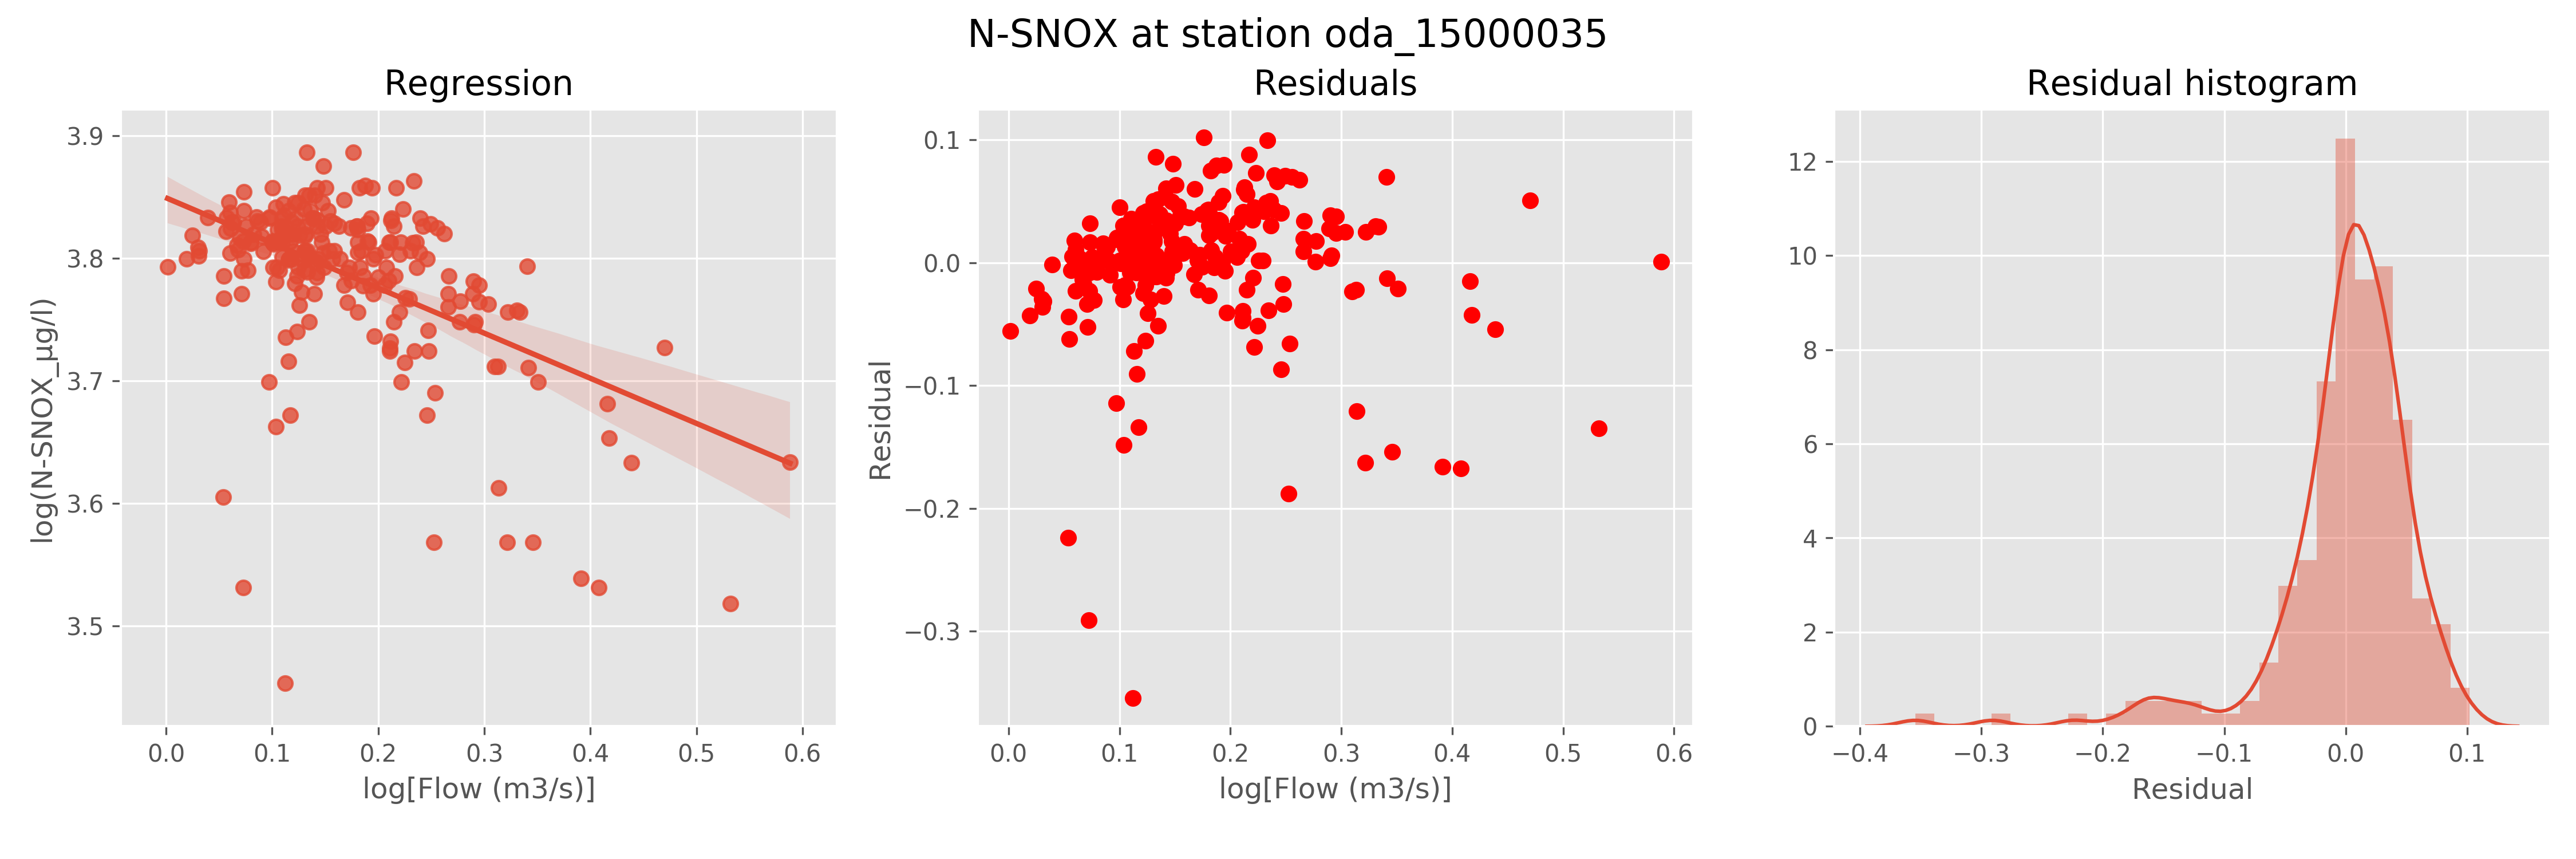 N-SNOX at station oda_15000035
Regression
3.9
3.8
3.7
3.6
3.5
log(N-SNOX_µg/l)
0.0 0.1 0.2 0.3 0.4 0.5 0.6
log[Flow (m3/s)]
Residuals
0.1
0.0
−0.1
−0.2
−0.3
Residual
0.0 0.1 0.2 0.3 0.4 0.5 0.6
log[Flow (m3/s)]
Residual histogram
12
10
8
6
4
2
0
−0.4 −0.3 −0.2 −0.1 0.0 0.1
Residual